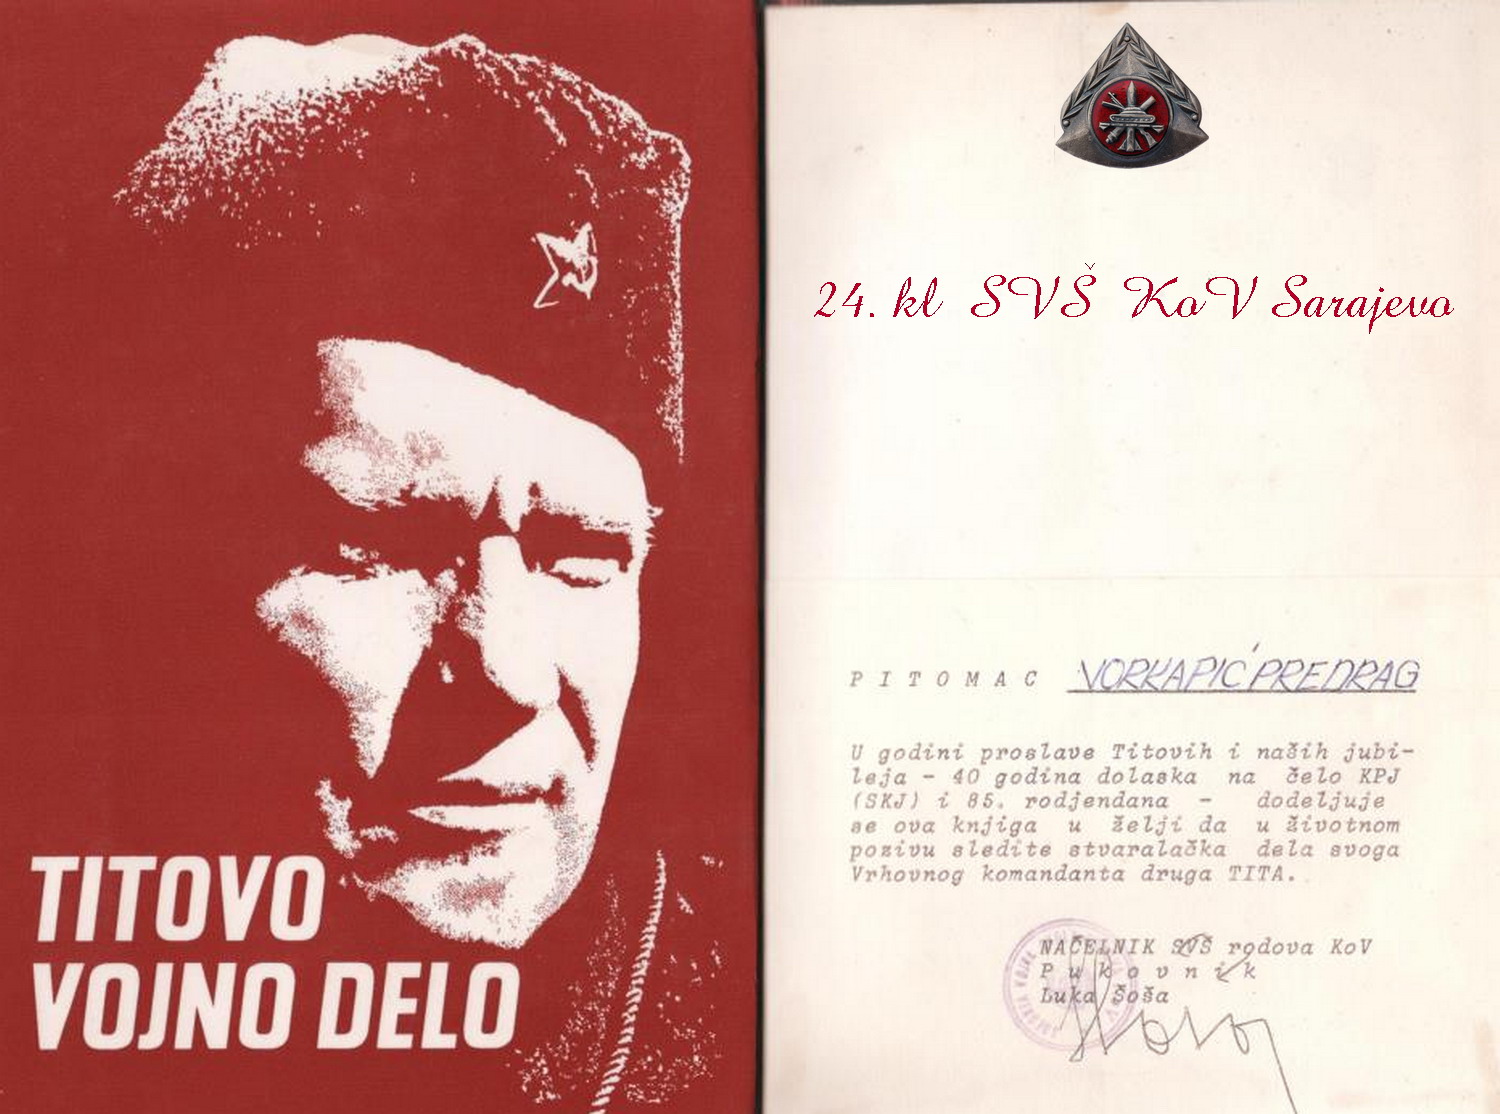 TITOVO
VOJNO DELO
24. kl SVŠ KoV Sarajevo
PITOMAC VORKAPIĆ PREDRAG
U godini proslave Titovih i naših jubi-
leja - 40 godina dolaska na čelo KPJ
(SKJ) i 85. rodjendana - dodeljuje
se ova knjiga u želji da u životnom
pozivu sledite stvaralačka dela svoga
Vrhovnog komandanta druga TITA.
NAČELNIK SVŠ rodova KoV
Pukovnik
Luka Šoša